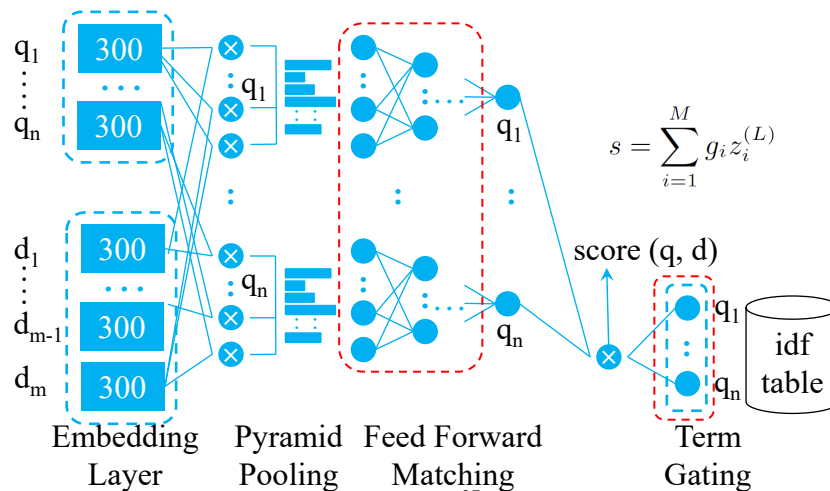 q1
qn
300
300
d1
dm-1
dm
300
300
300
q1
qn
q1
qn
s = \sum_{i=1}^{M} g_i z_i^{(L)}
score (q, d)
q1
qn
idf
table
Embedding
Layer
Pyramid
Pooling
Feed Forward
Matching
Term
Gating